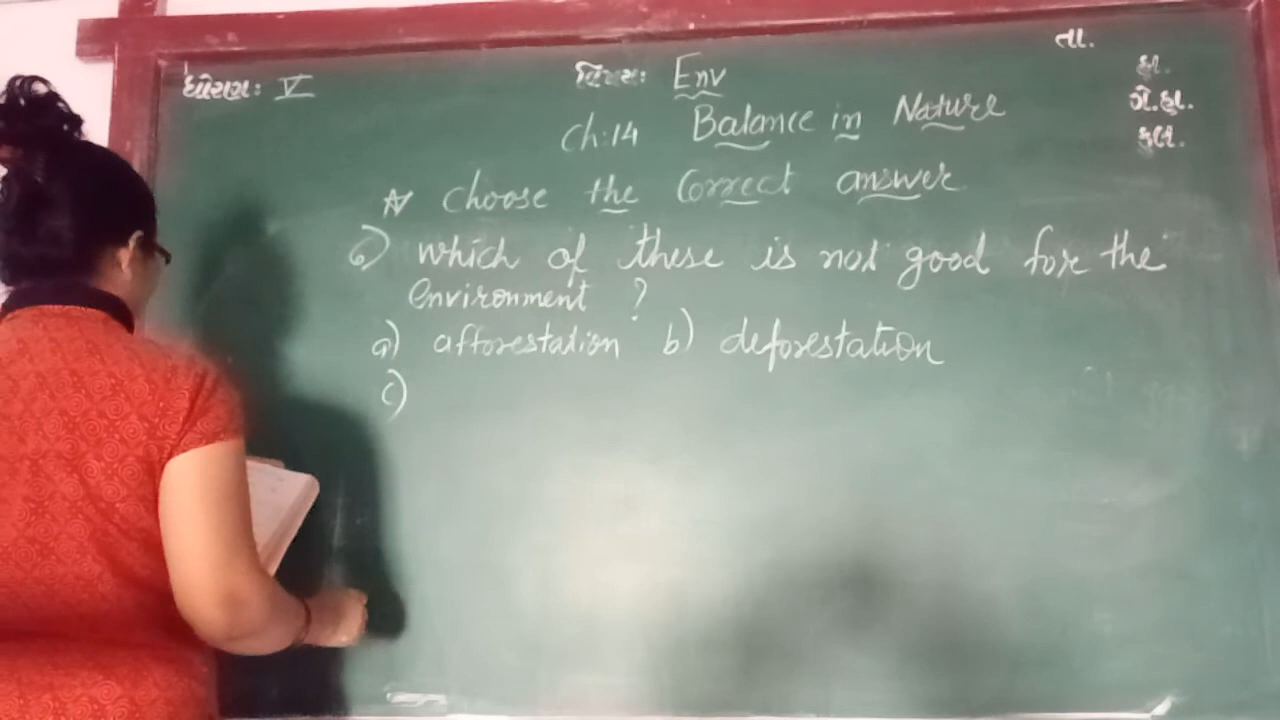 ધોરણ: V
વિષય: Env
તા.
હા.
ગે.હા.
કુલ.
Ch:14 Balance in Nature
☆ Choose the Correct answer
6) which of these is not good for the
Environment ?
a) afforestation b) deforestation
c)